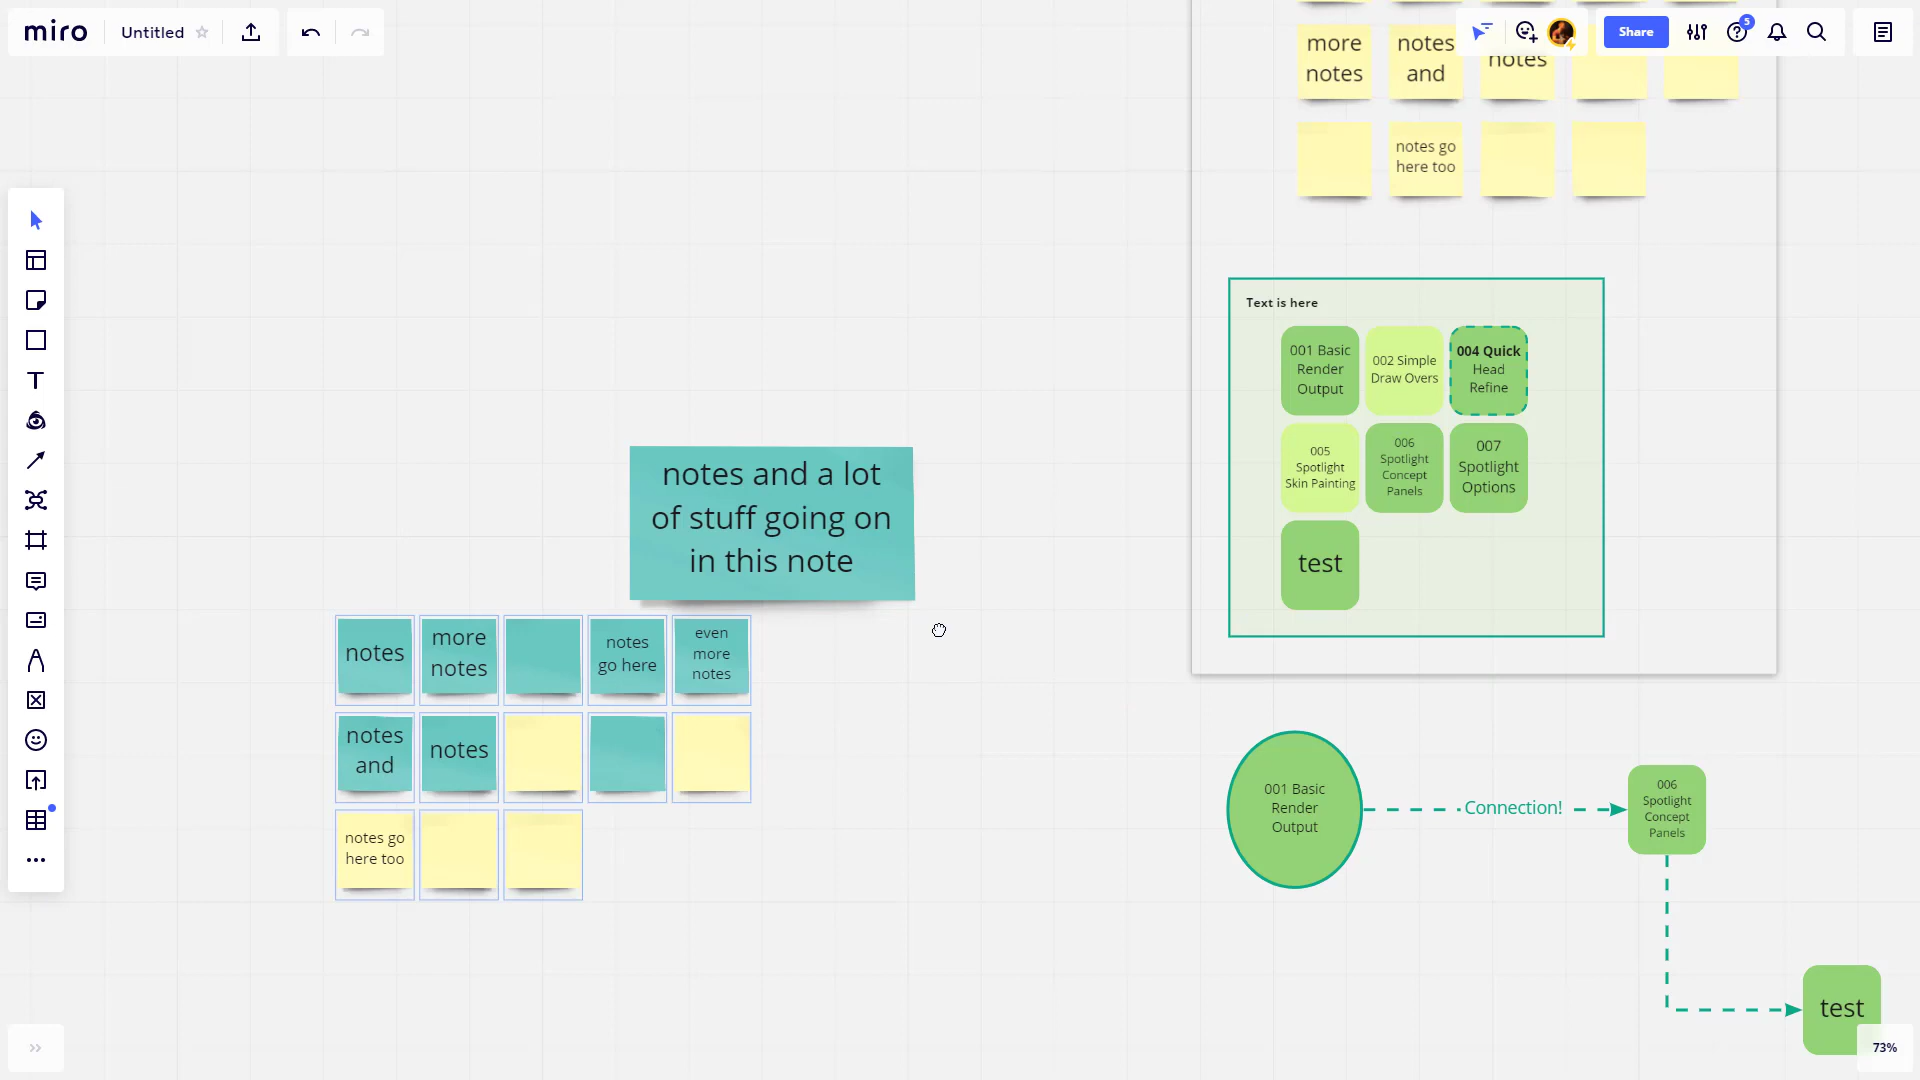 miro
Untitled
Share
5
more
notes
notes
and
notes
notes go
here too
Text is here
001 Basic
Render
Output
002 Simple
Draw Overs
004 Quick
Head
Refine
005
Spotlight
Skin Painting
006
Spotlight
Concept
Panels
007
Spotlight
Options
test
notes and a lot
of stuff going on
in this note
notes
more
notes
notes
go here
even
more
notes
notes
and
notes
notes go
here too
001 Basic
Render
Output
Connection!
006
Spotlight
Concept
Panels
test
73%